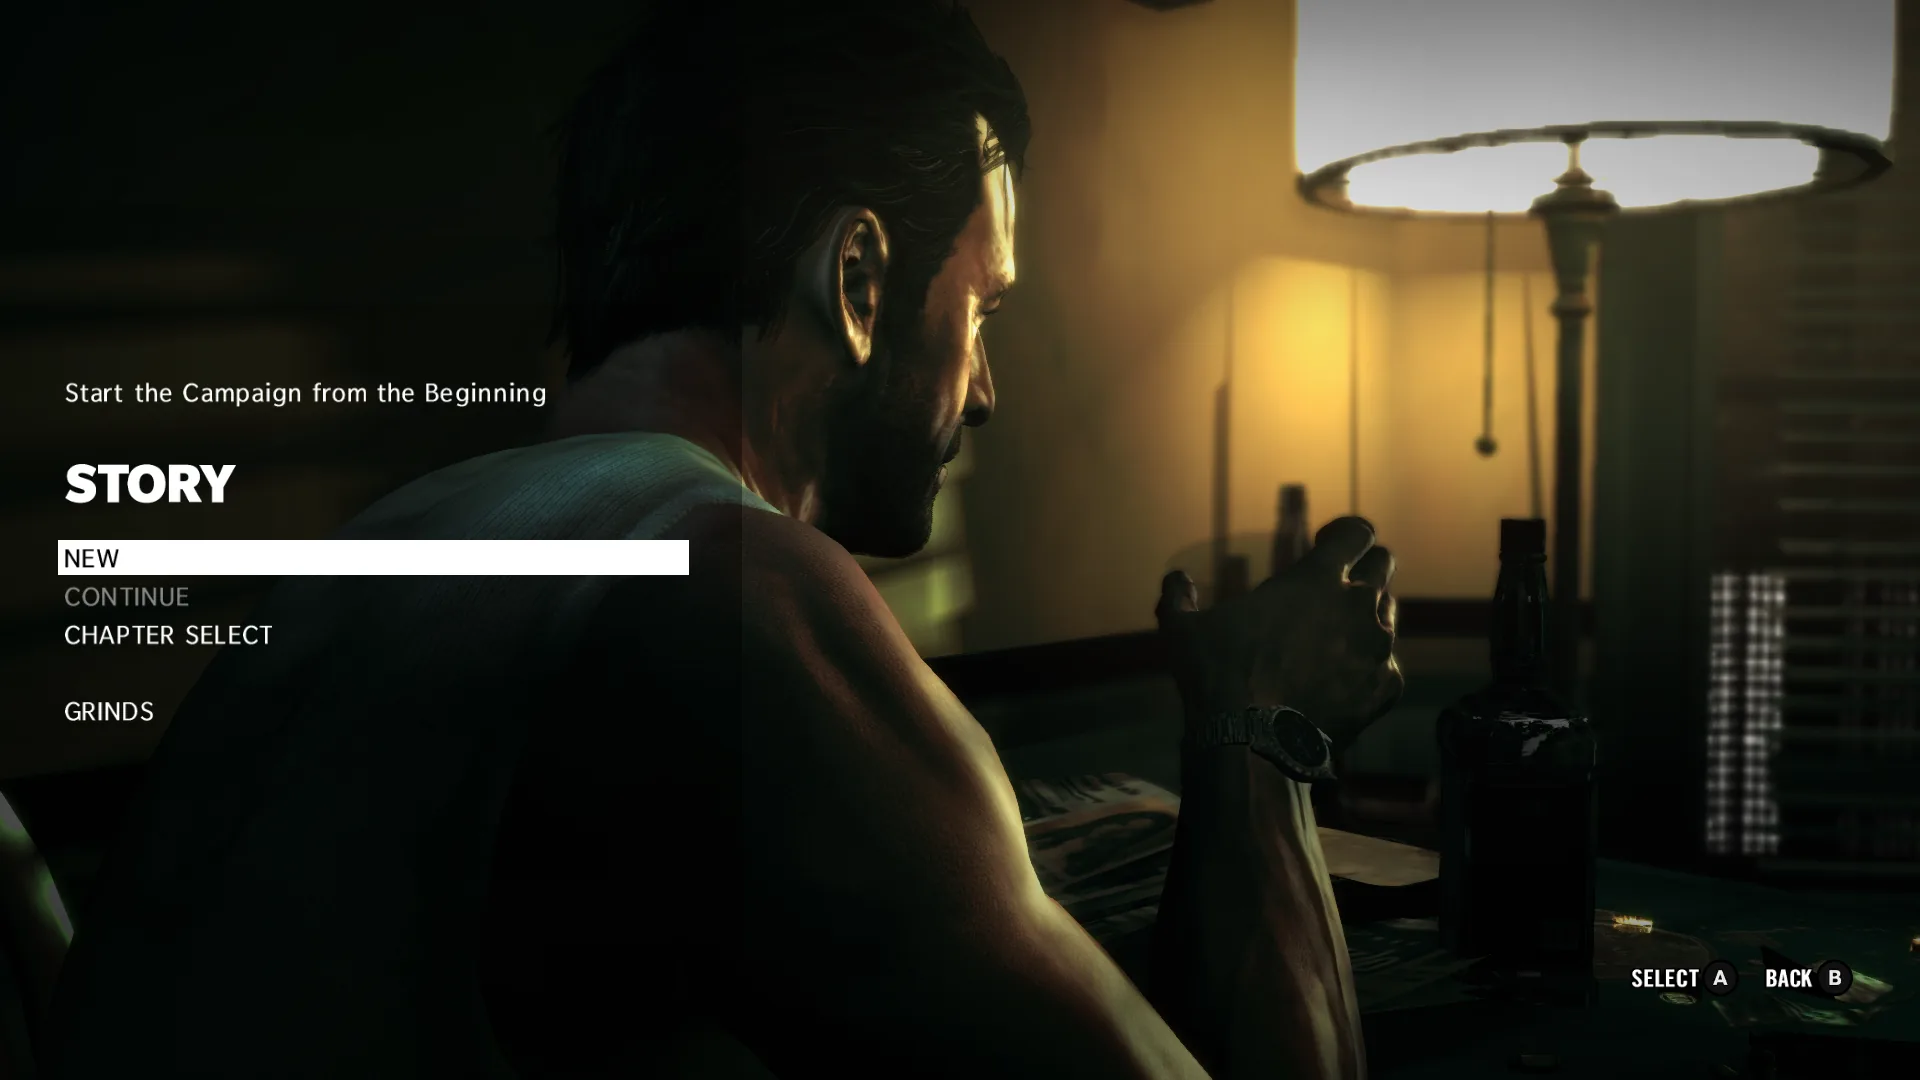 Start the Campaign from the Beginning
STORY
NEW
CONTINUE
CHAPTER SELECT
GRINDS
SELECT A BACK B